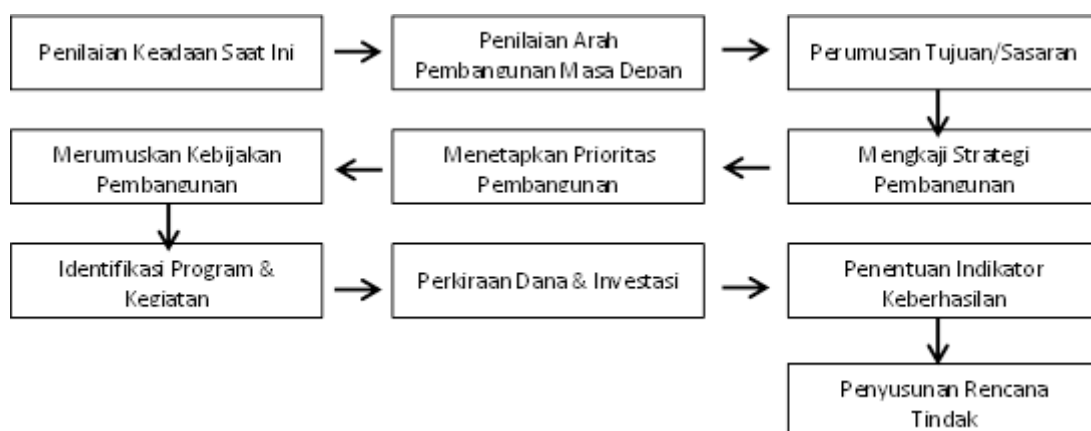 Penilaian Keadaan Saat Ini
Penilaian Arah
Pembangunan Masa Depan
Perumusan Tujuan/Sasaran
Mengkaji Strategi
Pembangunan
Menetapkan Prioritas
Pembangunan
Merumuskan Kebijakan
Pembangunan
Identifikasi Program &
Kegiatan
Perkiraan Dana & Investasi
Penentuan Indikator
Keberhasilan
Penyusunan Rencana
Tindak